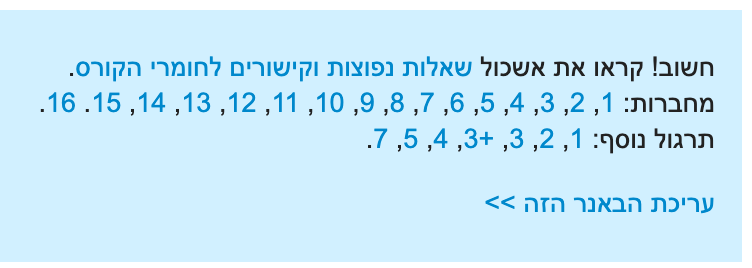 חשוב! קראו את אשכול שאלות נפוצות וקישורים לחומרי הקורס.
מחברות: 1, 2, 3, 4, 5, 6, 7, 8, 9, 10, 11, 12, 13, 14, 15. 16.
תרגול נוסף: 1, 2, 3, 3+, 4, 5, 7.
עריכת הבאנר הזה >>